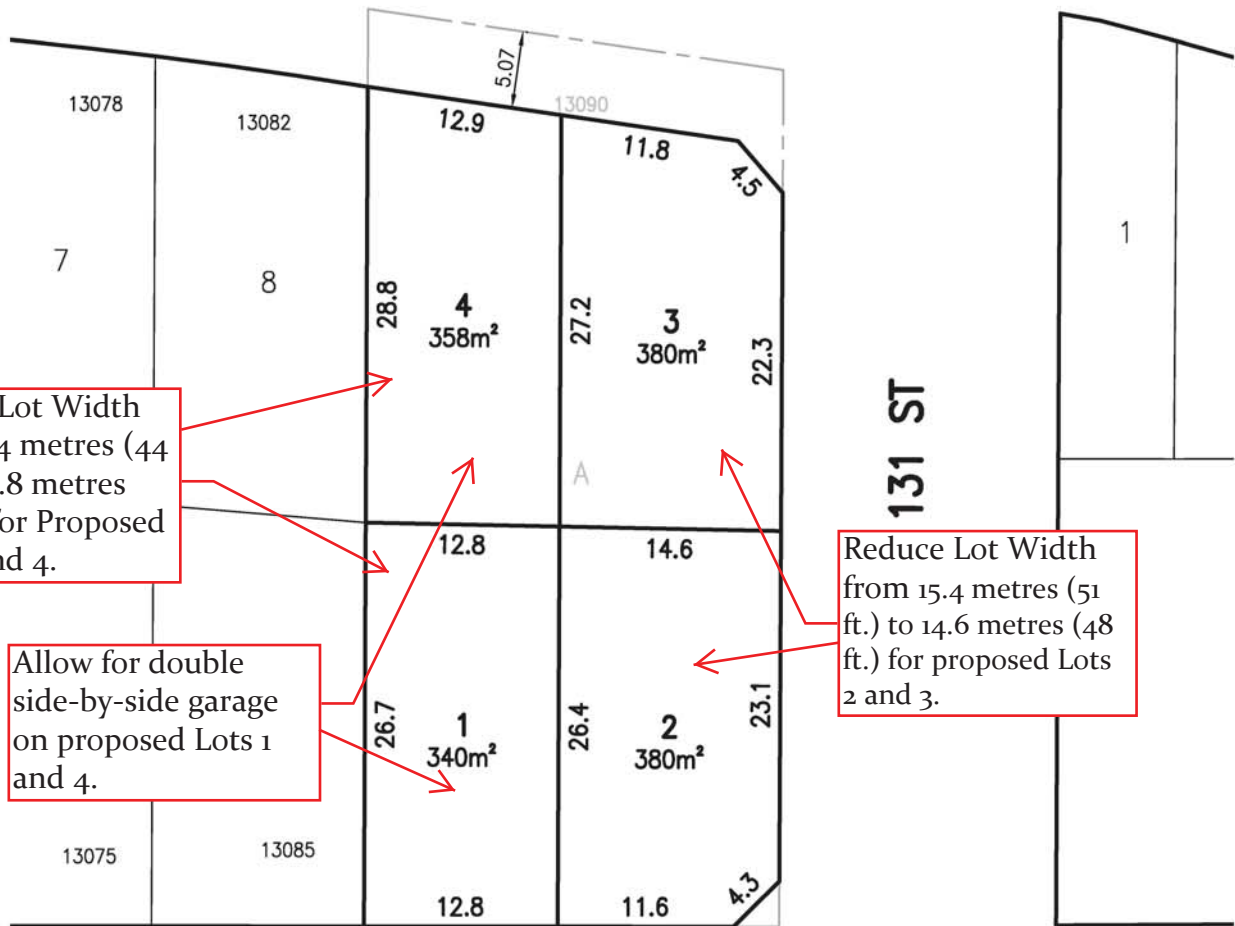 5.07
13078
13082
13090
12.9
11.8
4.5
7
8
1
28.8
4
358m²
27.2
3
380m²
22.3
131 ST
A
Lot Width
4 metres (44
.8 metres
or Proposed
nd 4.
12.8
14.6
Reduce Lot Width
from 15.4 metres (51
ft.) to 14.6 metres (48
ft.) for proposed Lots
2 and 3.
Allow for double
side-by-side garage
on proposed Lots 1
and 4.
26.7
1
340m²
26.4
2
380m²
23.1
13075
13085
12.8
11.6
4.3